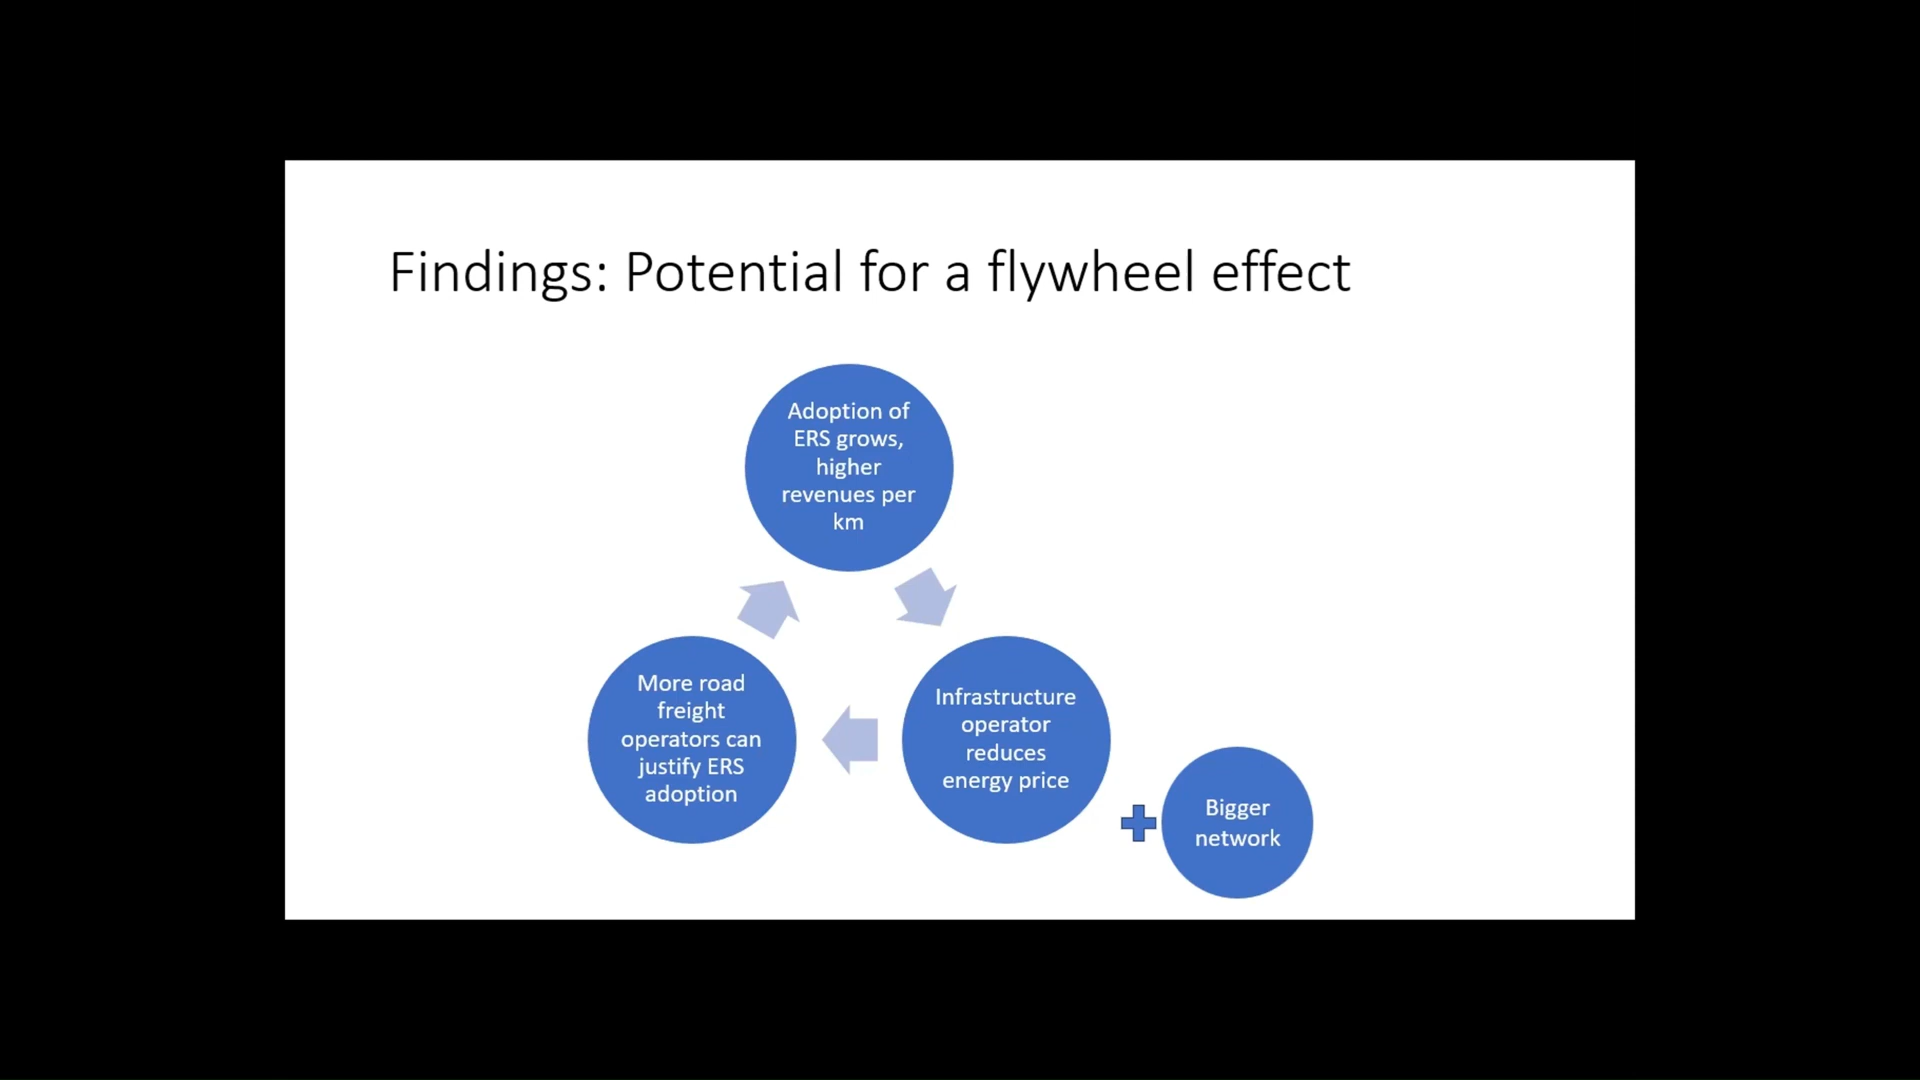 Findings: Potential for a flywheel effect
Adoption of
ERS grows,
higher
revenues per
km
Infrastructure
operator
reduces
energy price
More road
freight
operators can
justify ERS
adoption
Bigger
network